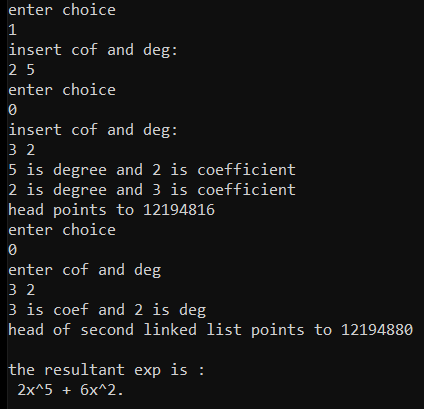 enter choice
1
insert cof and deg:
2 5
enter choice
0
insert cof and deg:
3 2
5 is degree and 2 is coefficient
2 is degree and 3 is coefficient
head points to 12194816
enter choice
0
enter cof and deg
3 2
3 is coef and 2 is deg
head of second linked list points to 12194880
the resultant exp is :
2x^5 + 6x^2.